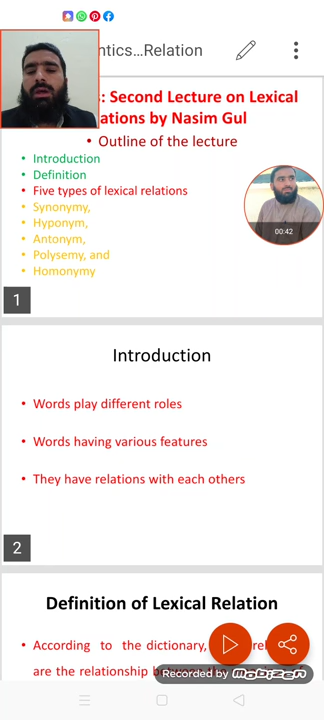 ntics...Relation
s: Second Lecture on Lexical
ations by Nasim Gul
• Outline of the lecture
• Introduction
• Definition
• Five types of lexical relations
• Synonymy,
• Hyponym,
• Antonym,
• Polysemy, and
• Homonymy
00:42
1
Introduction
• Words play different roles
• Words having various features
• They have relations with each others
2
Definition of Lexical Relation
• According to the dictionary,
are the relationship
Recorded by mobizen